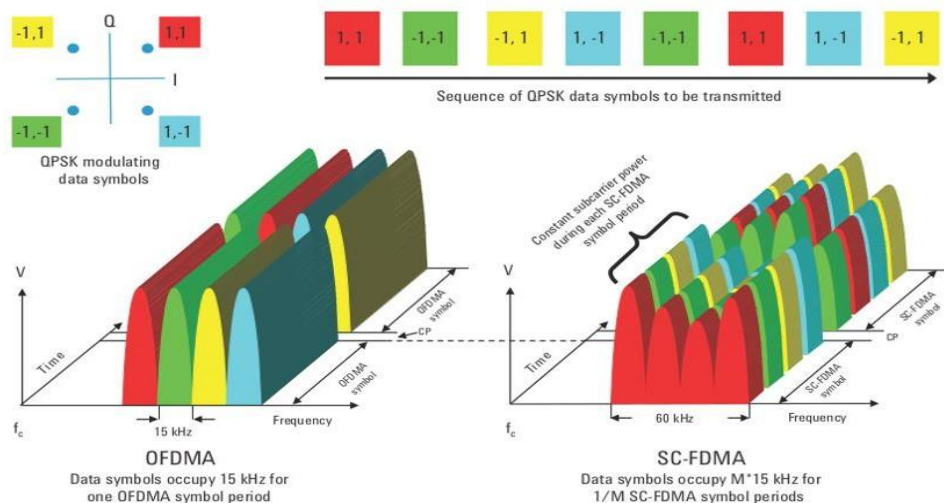 Q
-1,1
1,1
I
-1,-1
1,-1
QPSK modulating
data symbols
1, 1
-1,-1
-1, 1
1, -1
-1,-1
1, 1
1, -1
-1, 1
Sequence of QPSK data symbols to be transmitted
V
Time
fc
15 kHz
Frequency
OFDMA
symbol
CP
OFDMA
symbol
OFDMA
Data symbols occupy 15 kHz for
one OFDMA symbol period
Constant subcarrier power
during each SC-FDMA
symbol period
V
Time
fc
60 kHz
Frequency
SC-FDMA
symbol
CP
SC-FDMA
symbol
SC-FDMA
Data symbols occupy M*15 kHz for
1/M SC-FDMA symbol periods